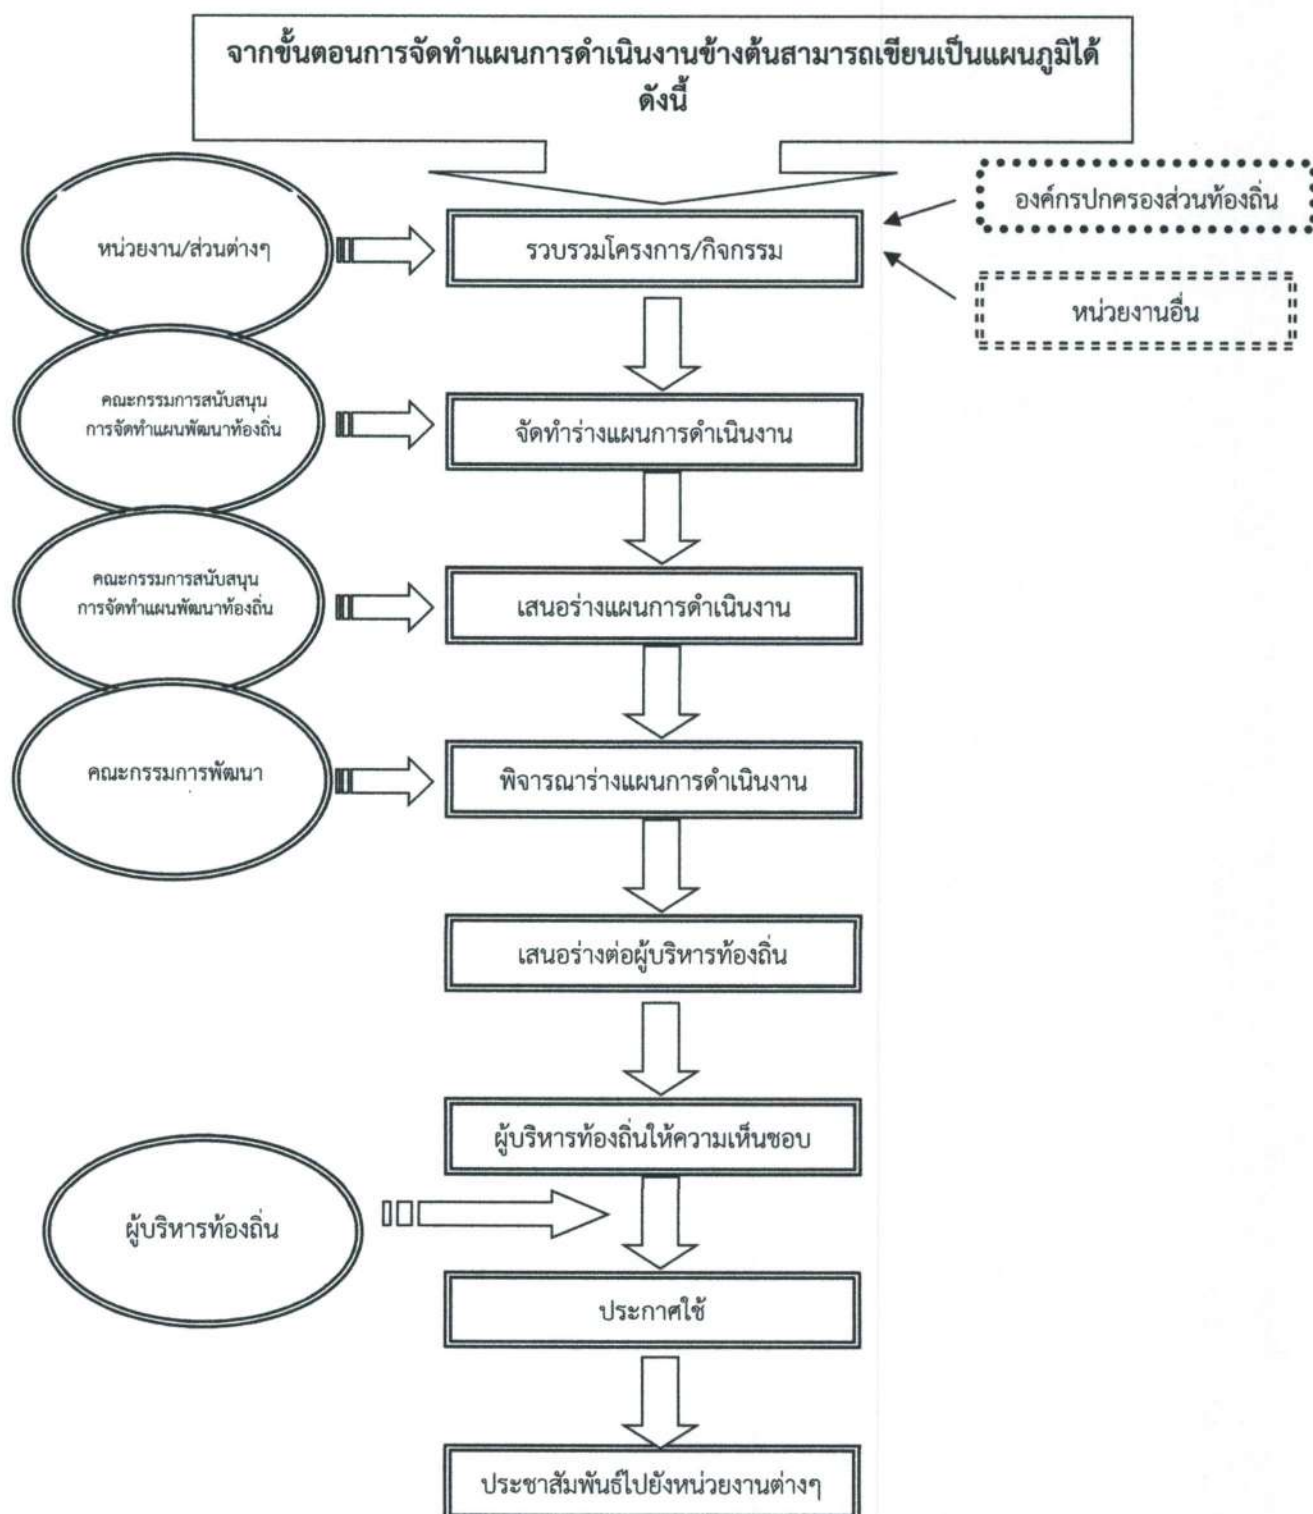 จากขั้นตอนการจัดทำแผนการดำเนินงานข้างต้นสามารถเขียนเป็นแผนภูมิได้
ดังนี้
องค์กรปกครองส่วนท้องถิ่น
หน่วยงาน/ส่วนต่างๆ
รวบรวมโครงการ/กิจกรรม
หน่วยงานอื่น
คณะกรรมการสนับสนุน
การจัดทำแผนพัฒนาท้องถิ่น
จัดทำร่างแผนการดำเนินงาน
คณะกรรมการสนับสนุน
การจัดทำแผนพัฒนาท้องถิ่น
เสนอร่างแผนการดำเนินงาน
คณะกรรมการพัฒนา
พิจารณาร่างแผนการดำเนินงาน
เสนอร่างต่อผู้บริหารท้องถิ่น
ผู้บริหารท้องถิ่นให้ความเห็นชอบ
ผู้บริหารท้องถิ่น
ประกาศใช้
ประชาสัมพันธ์ไปยังหน่วยงานต่างๆ